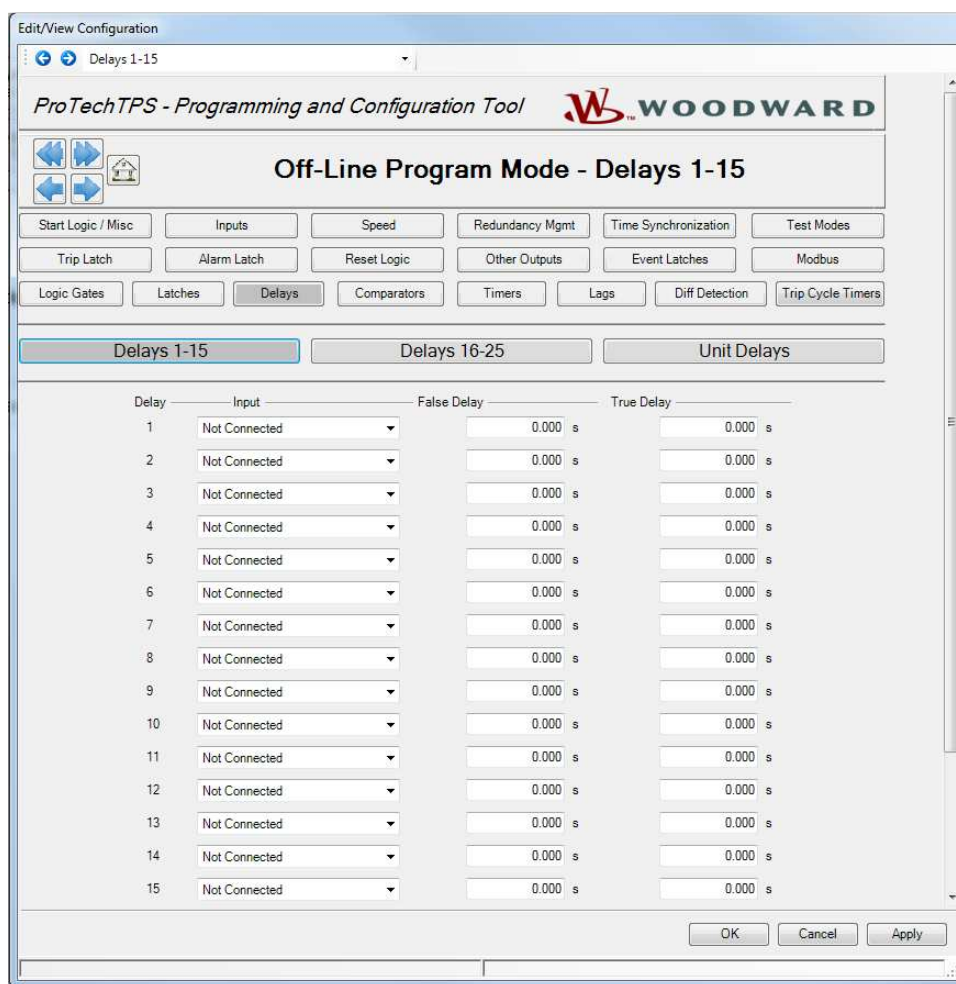 Edit/View Configuration
Delays 1-15
ProTechTPS - Programming and Configuration Tool WOODWARD
Off-Line Program Mode - Delays 1-15
Start Logic / Misc Inputs Speed Redundancy Mgmt Time Synchronization Test Modes
Trip Latch Alarm Latch Reset Logic Other Outputs Event Latches Modbus
Logic Gates Latches Delays Comparators Timers Lags Diff Detection Trip Cycle Timers
Delays 1-15 Delays 16-25 Unit Delays
Delay Input False Delay True Delay
1 Not Connected 0.000 s 0.000 s
2 Not Connected 0.000 s 0.000 s
3 Not Connected 0.000 s 0.000 s
4 Not Connected 0.000 s 0.000 s
5 Not Connected 0.000 s 0.000 s
6 Not Connected 0.000 s 0.000 s
7 Not Connected 0.000 s 0.000 s
8 Not Connected 0.000 s 0.000 s
9 Not Connected 0.000 s 0.000 s
10 Not Connected 0.000 s 0.000 s
11 Not Connected 0.000 s 0.000 s
12 Not Connected 0.000 s 0.000 s
13 Not Connected 0.000 s 0.000 s
14 Not Connected 0.000 s 0.000 s
15 Not Connected 0.000 s 0.000 s
OK Cancel Apply